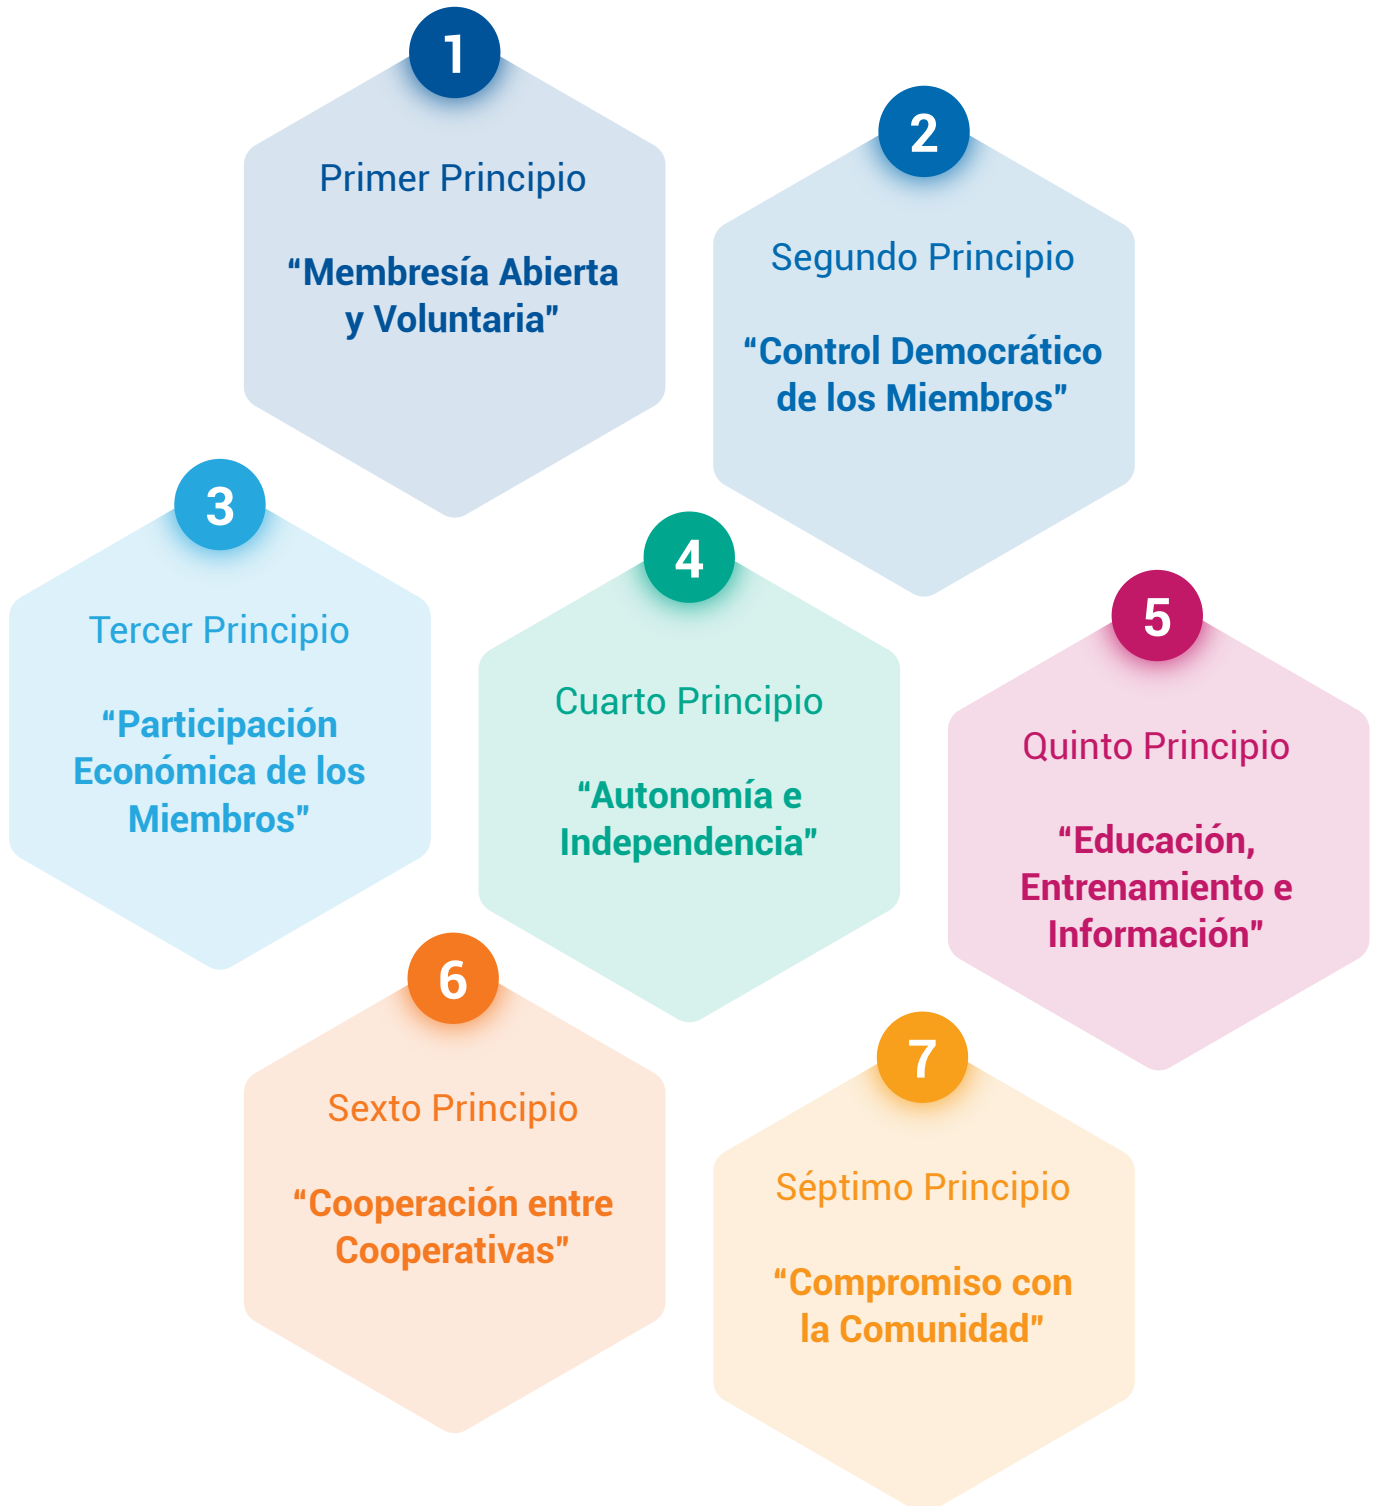 1
Primer Principio
“Membresía Abierta
y Voluntaria”
2
Segundo Principio
“Control Democrático
de los Miembros”
3
Tercer Principio
“Participación
Económica de los
Miembros”
4
Cuarto Principio
“Autonomía e
Independencia”
5
Quinto Principio
“Educación,
Entrenamiento e
Información”
6
Sexto Principio
“Cooperación entre
Cooperativas”
7
Séptimo Principio
“Compromiso con
la Comunidad”